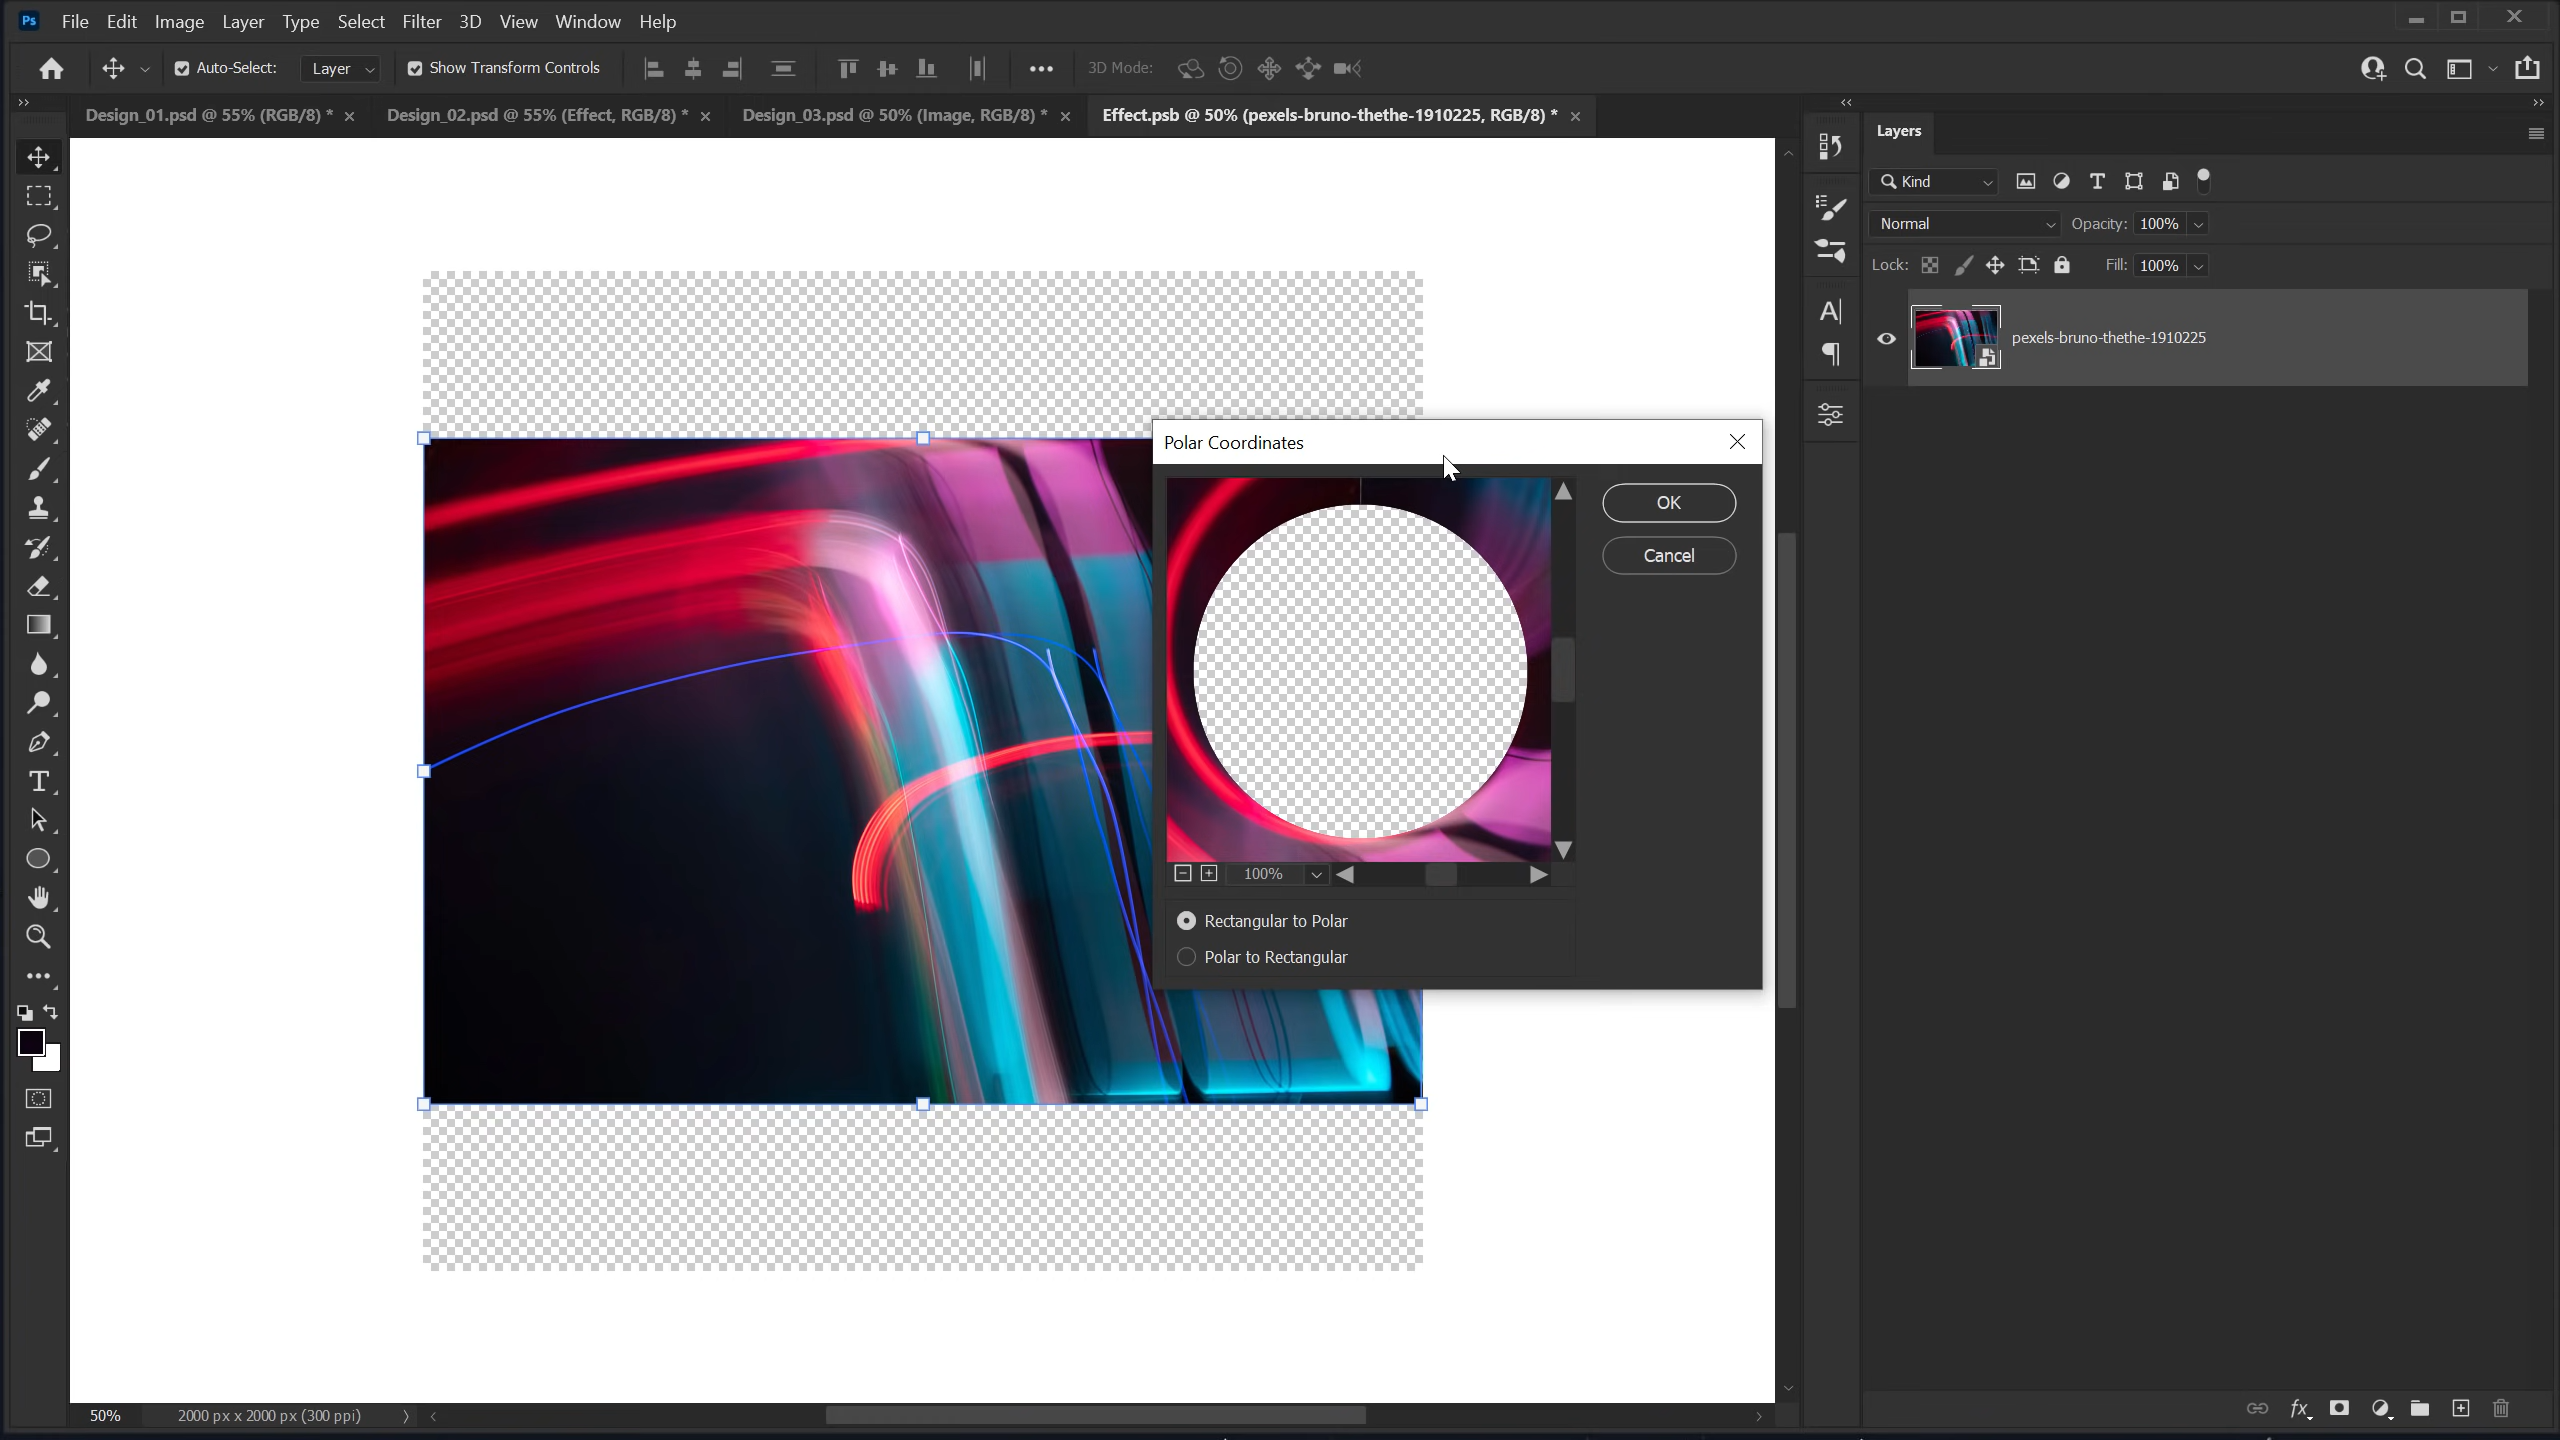 Ps File Edit Image Layer Type Select Filter 3D View Window Help
Auto-Select: Layer Show Transform Controls 3D Mode:
Design_01.psd @ 55% (RGB/8) * Design_02.psd @ 55% (Effect, RGB/8) * Design_03.psd @ 50% (Image, RGB/8) * Effect.psb @ 50% (pexels-bruno-thethe-1910225, RGB/8) *
Layers
Kind
Normal Opacity: 100%
Lock: Fill: 100%
pexels-bruno-thethe-1910225
Polar Coordinates
OK
Cancel
100%
Rectangular to Polar
Polar to Rectangular
50% 2000 px x 2000 px (300 ppi)